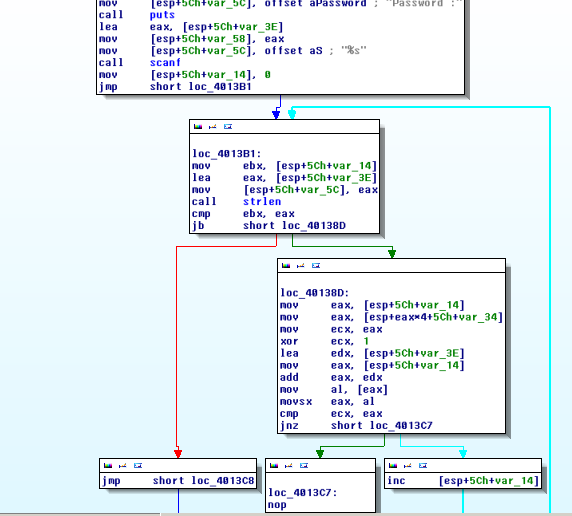 mov [esp+5Ch+var_5C], offset aPassword ; "Password :"
call puts
lea eax, [esp+5Ch+var_3E]
mov [esp+5Ch+var_58], eax
mov [esp+5Ch+var_5C], offset aS ; "%s"
call scanf
mov [esp+5Ch+var_14], 0
jmp short loc_4013B1
loc_4013B1:
mov ebx, [esp+5Ch+var_14]
lea eax, [esp+5Ch+var_3E]
mov [esp+5Ch+var_5C], eax
call strlen
cmp ebx, eax
jb short loc_40138D
loc_40138D:
mov eax, [esp+5Ch+var_14]
mov eax, [esp+eax*4+5Ch+var_34]
mov ecx, eax
xor ecx, 1
lea edx, [esp+5Ch+var_3E]
mov eax, [esp+5Ch+var_14]
add eax, edx
mov al, [eax]
movsx eax, al
cmp ecx, eax
jnz short loc_4013C7
jmp short loc_4013C8
loc_4013C7:
nop
inc [esp+5Ch+var_14]